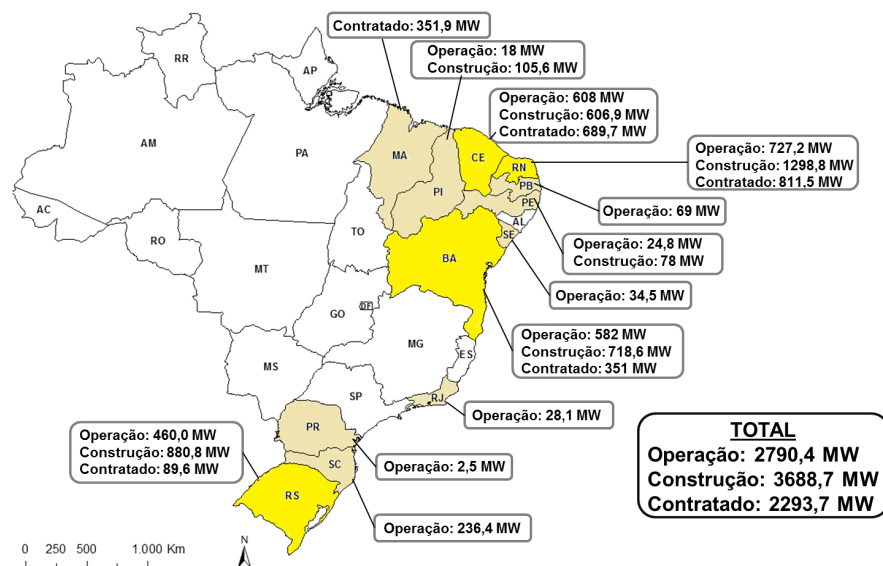 Contratado: 351,9 MW
Operação: 18 MW
Construção: 105,6 MW
Operação: 608 MW
Construção: 606,9 MW
Contratado: 689,7 MW
Operação: 727,2 MW
Construção: 1298,8 MW
Contratado: 811,5 MW
Operação: 69 MW
Operação: 24,8 MW
Construção: 78 MW
Operação: 34,5 MW
Operação: 582 MW
Construção: 718,6 MW
Contratado: 351 MW
Operação: 28,1 MW
Operação: 460,0 MW
Construção: 880,8 MW
Contratado: 89,6 MW
Operação: 2,5 MW
Operação: 236,4 MW
TOTAL
Operação: 2790,4 MW
Construção: 3688,7 MW
Contratado: 2293,7 MW
RR
AP
AM
PA
MA
CE
RN
PI
PB
PE
AL
SE
AC
RO
TO
BA
MT
GO
DF
MG
ES
MS
SP
RJ
PR
SC
RS
0 250 500 1.000 Km
N